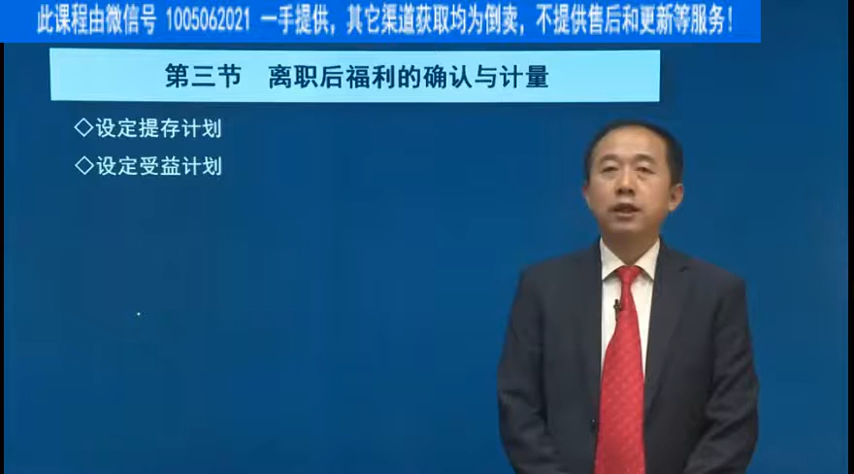 此课程由微信号 1005062021 一手提供，其它渠道获取均为倒卖，不提供售后和更新等服务！
第三节 离职后福利的确认与计量
◇设定提存计划
◇设定受益计划